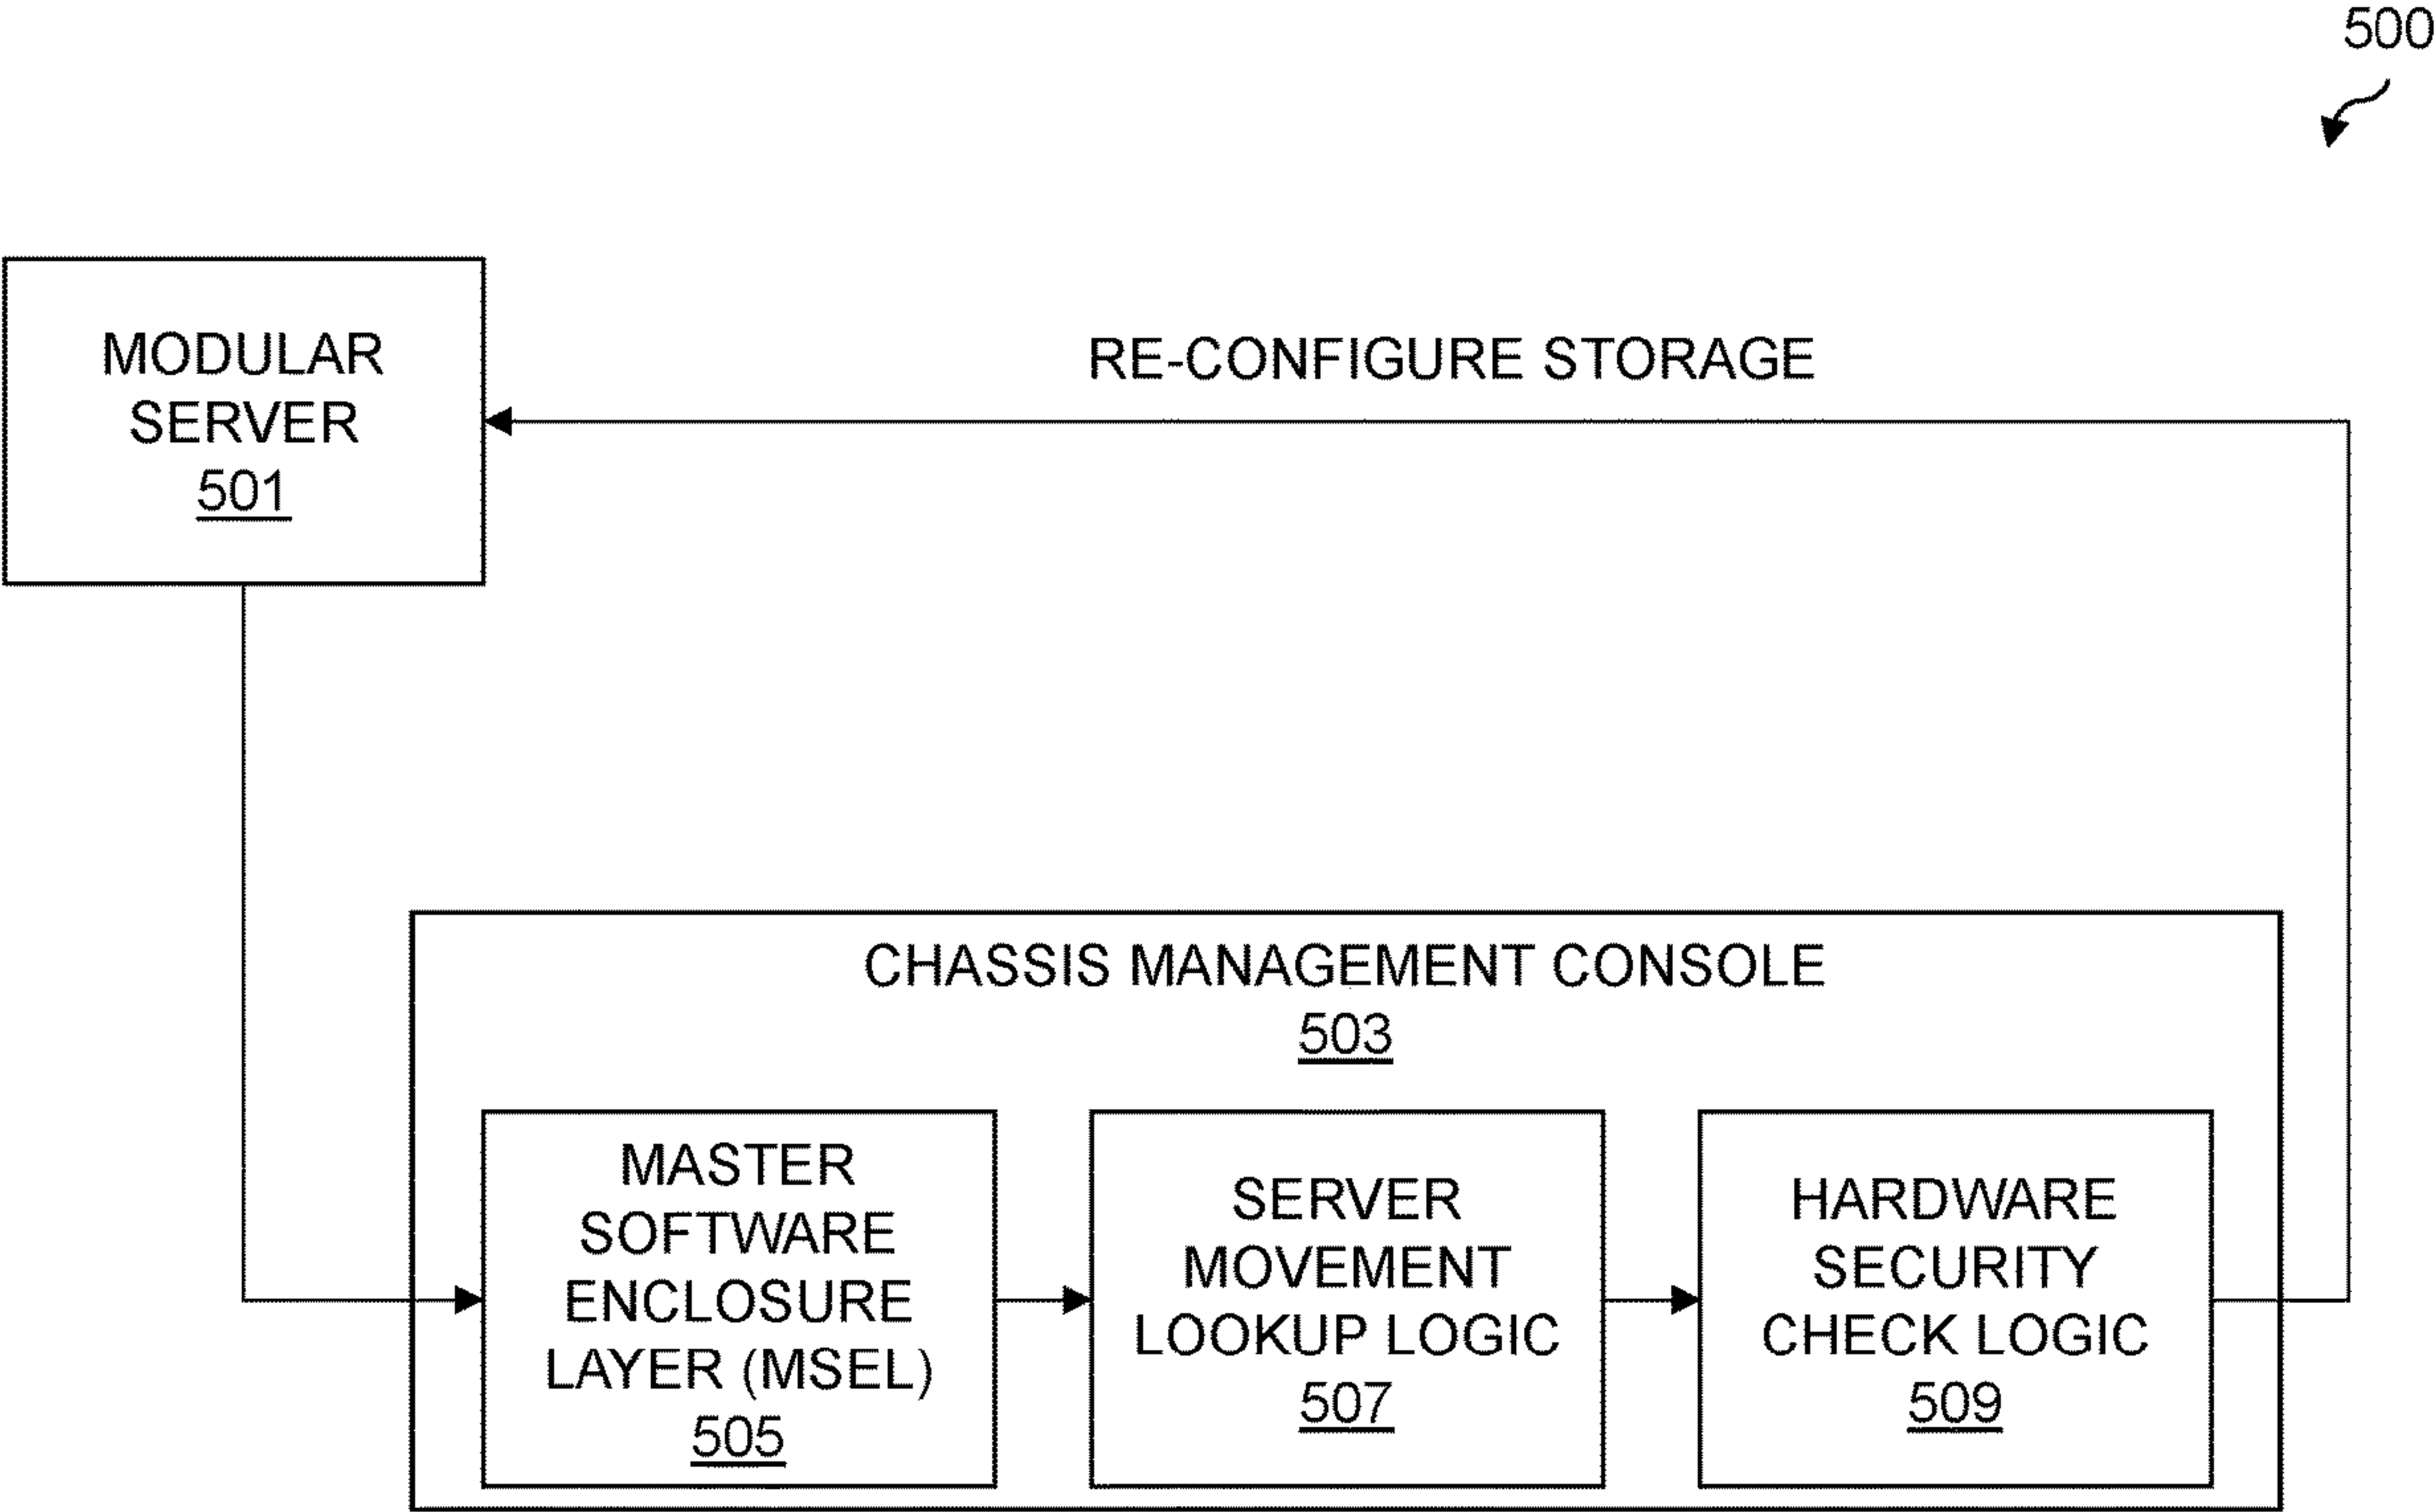 500
MODULAR
SERVER
501
RE-CONFIGURE STORAGE
CHASSIS MANAGEMENT CONSOLE
503
MASTER
SOFTWARE
ENCLOSURE
LAYER (MSEL)
505
SERVER
MOVEMENT
LOOKUP LOGIC
507
HARDWARE
SECURITY
CHECK LOGIC
509